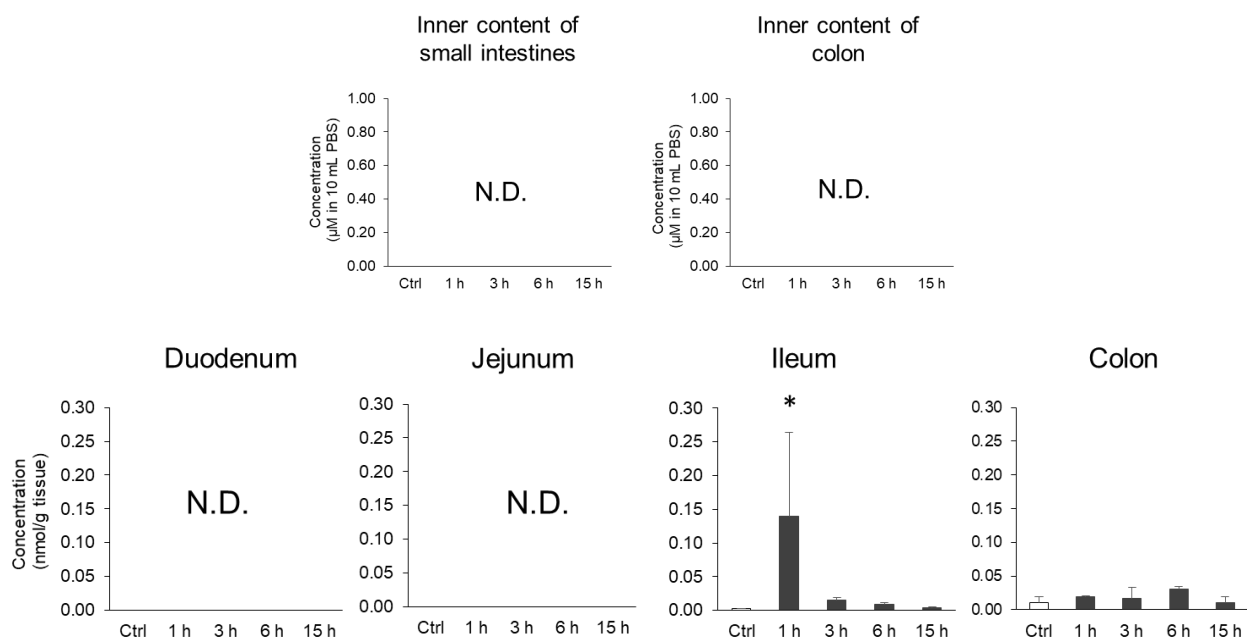 Inner content of
small intestines
Concentration
(µM in 10 mL PBS)
1.00
0.80
0.60
0.40
0.20
0.00
N.D.
Ctrl 1 h 3 h 6 h 15 h
Inner content of
colon
Concentration
(µM in 10 mL PBS)
1.00
0.80
0.60
0.40
0.20
0.00
N.D.
Ctrl 1 h 3 h 6 h 15 h
Duodenum
Concentration
(nmol/g tissue)
0.30
0.25
0.20
0.15
0.10
0.05
0.00
N.D.
Ctrl 1 h 3 h 6 h 15 h
Jejunum
0.30
0.25
0.20
0.15
0.10
0.05
0.00
N.D.
Ctrl 1 h 3 h 6 h 15 h
Ileum
0.30
0.25
0.20
0.15
0.10
0.05
0.00
*
Ctrl 1 h 3 h 6 h 15 h
Colon
0.30
0.25
0.20
0.15
0.10
0.05
0.00
Ctrl 1 h 3 h 6 h 15 h